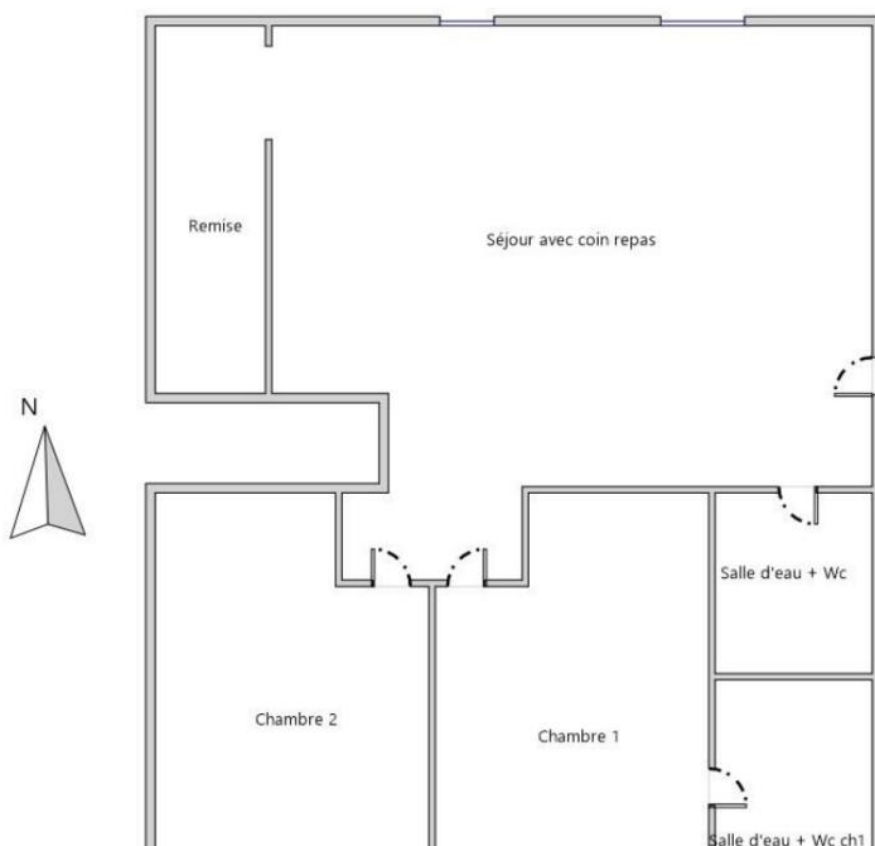 Remise
Séjour avec coin repas
N
Salle d'eau + Wc
Chambre 2
Chambre 1
Salle d'eau + Wc ch1